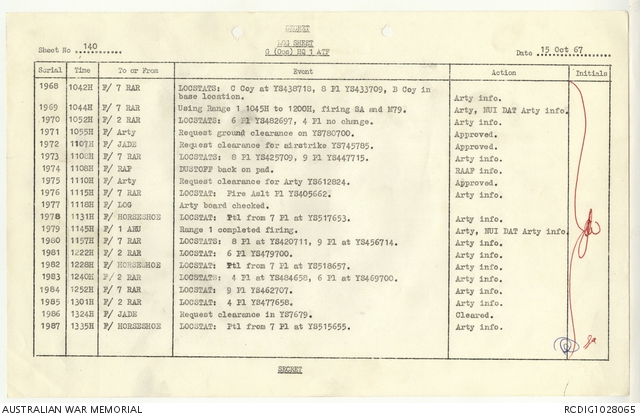 SECRET
LOG SHEET
G (Ops) HQ 1 ATF
Sheet No 140
Date 15 Oct 67
Serial Time To or From Event Action Initials
1968 1042H F/ 7 RAR LOCSTATS: C Coy at YS438718, 8 Pl YS433709, B Coy in
base location. Arty info.
1969 1044H F/ 7 RAR Using Range 1 1045H to 1200H, firing SA and M79. Arty, NUI DAT Arty info.
1970 1052H F/ 2 RAR LOCSTATS: 6 Pl YS482697, 4 Pl no change. Arty info.
1971 1055H F/ Arty Request ground clearance on YS780700. Approved.
1972 1107H F/ JADE Request clearance for airstrike YS745785. Approved.
1973 1108H F/ 7 RAR LOCSTATS: 8 Pl YS425709, 9 Pl YS447715. Arty info.
1974 1108H F/ RAF DUSTOFF back on pad. RAAF info.
1975 1110H F/ Arty Request clearance for Arty YS612824. Approved.
1976 1115H F/ 7 RAR LOCSTAT: Fire Aslt Pl YS405662. Arty info.
1977 1118H F/ LOG Arty board checked.
1978 1131H F/ HORSESHOE LOCSTAT: Ptl from 7 Pl at YS517653. Arty info.
1979 1145H F/ 1 AHU Range 1 completed firing. Arty, NUI DAT Arty info.
1980 1157H F/ 7 RAR LOCSTATS: 8 Pl at YS420711, 9 Pl YS456714. Arty info.
1981 1222H F/ 2 RAR LOCSTAT: 6 Pl YS479700. Arty info.
1982 1228H F/ HORSESHOE LOCSTAT: Ptl from 7 Pl YS518657. Arty info.
1983 1240H F/ 2 RAR LOCSTATS: 4 Pl at YS484658, 6 Pl at YS469700. Arty info.
1984 1252H F/ 7 RAR LOCSTAT: 9 Pl YS462707. Arty info.
1985 1301H F/ 2 RAR LOCSTAT: 4 Pl YS477658. Arty info.
1986 1324H F/ JADE Request clearance in YS7679. Cleared.
1987 1335H F/ HORSESHOE LOCSTAT: Ptl from 7 Pl at YS515655. Arty info.
SECRET
AUSTRALIAN WAR MEMORIAL
RCDIG1028065